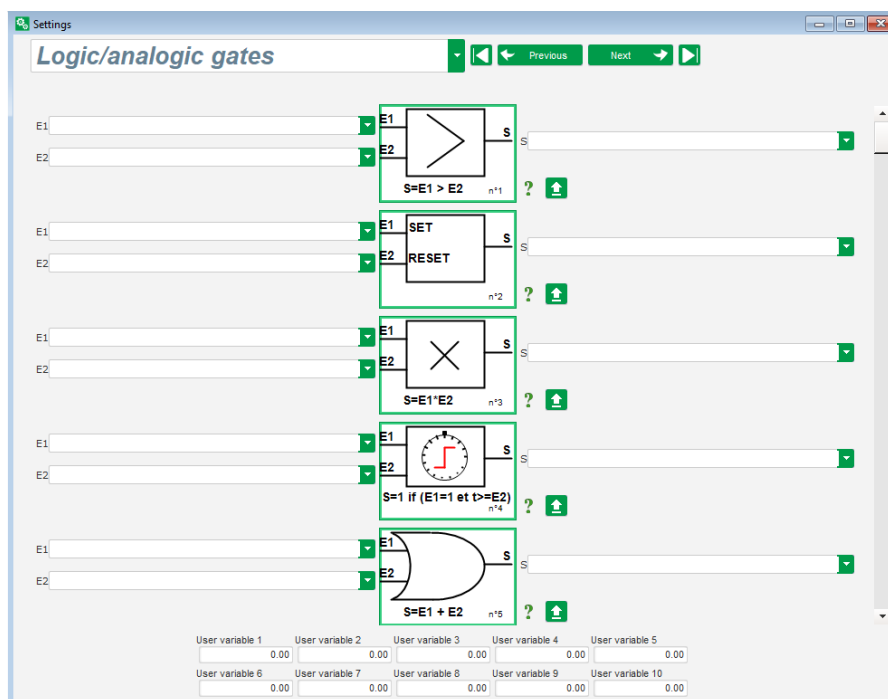 Settings
Logic/analogic gates
Previous
Next
E1
E1
S
S
E2
E2
S=E1 > E2
n°1
?
E1
E1
SET
S
S
E2
E2
RESET
n°2
?
E1
E1
S
S
E2
E2
S=E1*E2
n°3
?
E1
E1
S
S
E2
E2
S=1 if (E1=1 et t>=E2)
n°4
?
E1
E1
S
S
E2
E2
S=E1 + E2
n°5
?
User variable 1 User variable 2 User variable 3 User variable 4 User variable 5
0.00 0.00 0.00 0.00 0.00
User variable 6 User variable 7 User variable 8 User variable 9 User variable 10
0.00 0.00 0.00 0.00 0.00